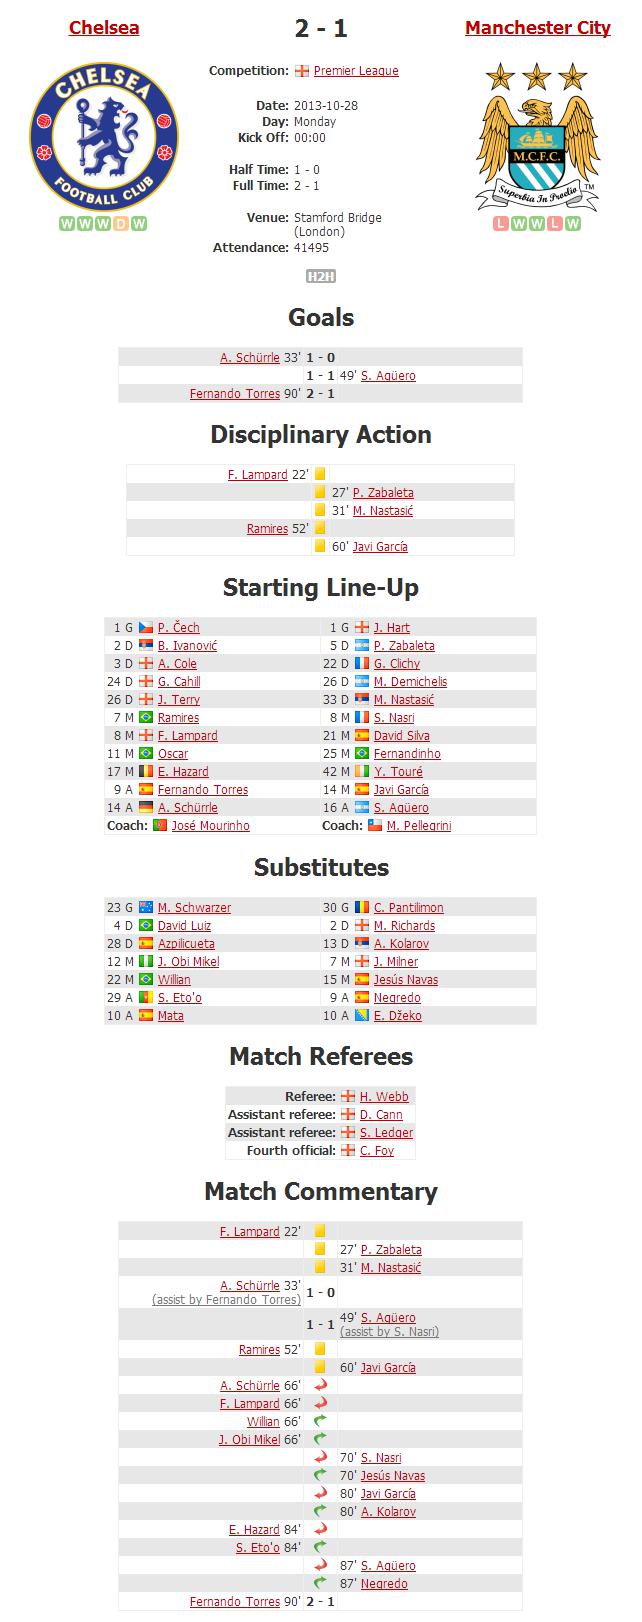 Chelsea 2 - 1 Manchester City
CHELSEA
FOOTBALL CLUB
M.C.F.C.
Superbia In Proelio
TM
Competition: Premier League
Date: 2013-10-28
Day: Monday
Kick Off: 00:00
Half Time: 1 - 0
Full Time: 2 - 1
Venue: Stamford Bridge
(London)
Attendance: 41495
W W W D W
L W W L W
H2H
Goals
A. Schürrle 33' 1 - 0
1 - 1 49' S. Agüero
Fernando Torres 90' 2 - 1
Disciplinary Action
F. Lampard 22'
27' P. Zabaleta
31' M. Nastasić
Ramires 52'
60' Javi García
Starting Line-Up
1 G P. Čech 1 G J. Hart
2 D B. Ivanović 5 D P. Zabaleta
3 D A. Cole 22 D G. Clichy
24 D G. Cahill 26 D M. Demichelis
26 D J. Terry 33 D M. Nastasić
7 M Ramires 8 M S. Nasri
8 M F. Lampard 21 M David Silva
11 M Oscar 25 M Fernandinho
17 M E. Hazard 42 M Y. Touré
9 A Fernando Torres 14 M Javi García
14 A A. Schürrle 16 A S. Agüero
Coach: José Mourinho Coach: M. Pellegrini
Substitutes
23 G M. Schwarzer 30 G C. Pantilimon
4 D David Luiz 2 D M. Richards
28 D Azpilicueta 13 D A. Kolarov
12 M J. Obi Mikel 7 M J. Milner
22 M Willian 15 M Jesús Navas
29 A S. Eto'o 9 A Negredo
10 A Mata 10 A E. Džeko
Match Referees
Referee: H. Webb
Assistant referee: D. Cann
Assistant referee: S. Ledger
Fourth official: C. Foy
Match Commentary
F. Lampard 22'
27' P. Zabaleta
31' M. Nastasić
A. Schürrle 33' 1 - 0
(assist by Fernando Torres)
1 - 1 49' S. Agüero
(assist by S. Nasri)
Ramires 52'
60' Javi García
A. Schürrle 66'
F. Lampard 66'
Willian 66'
J. Obi Mikel 66'
70' S. Nasri
70' Jesús Navas
80' Javi García
80' A. Kolarov
E. Hazard 84'
S. Eto'o 84'
87' S. Agüero
87' Negredo
Fernando Torres 90' 2 - 1